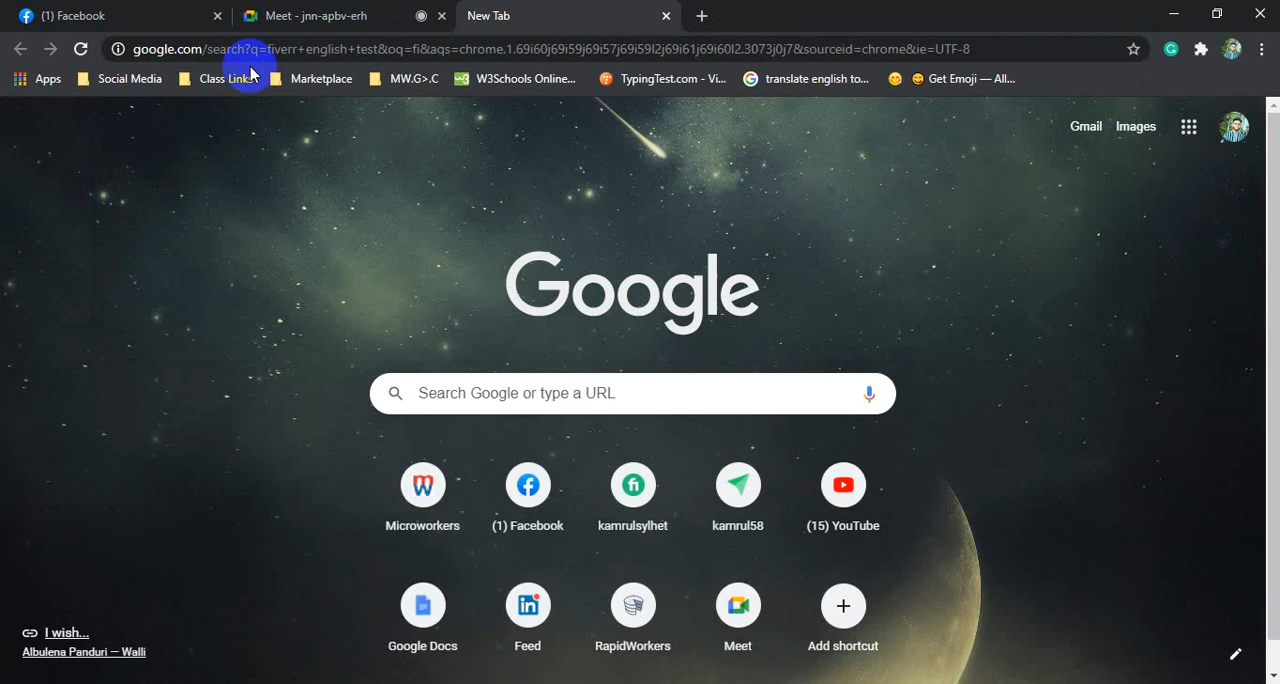 (1) Facebook
Meet - jnn-apbv-erh
New Tab
google.com/search?q=fiverr+english+test&oq=fi&aqs=chrome.1.69i60j69i59j69i57j69i59l2j69i61j69i60l2.3073j0j7&sourceid=chrome&ie=UTF-8
Apps
Social Media
Class Links
Marketplace
MW.G>.C
W3Schools Online...
TypingTest.com - Vi...
translate english to...
Get Emoji — All...
Gmail
Images
Google
Search Google or type a URL
Microworkers
(1) Facebook
kamrulsylhet
kamrul58
(15) YouTube
Google Docs
Feed
RapidWorkers
Meet
Add shortcut
I wish...
Albulena Panduri — Walli